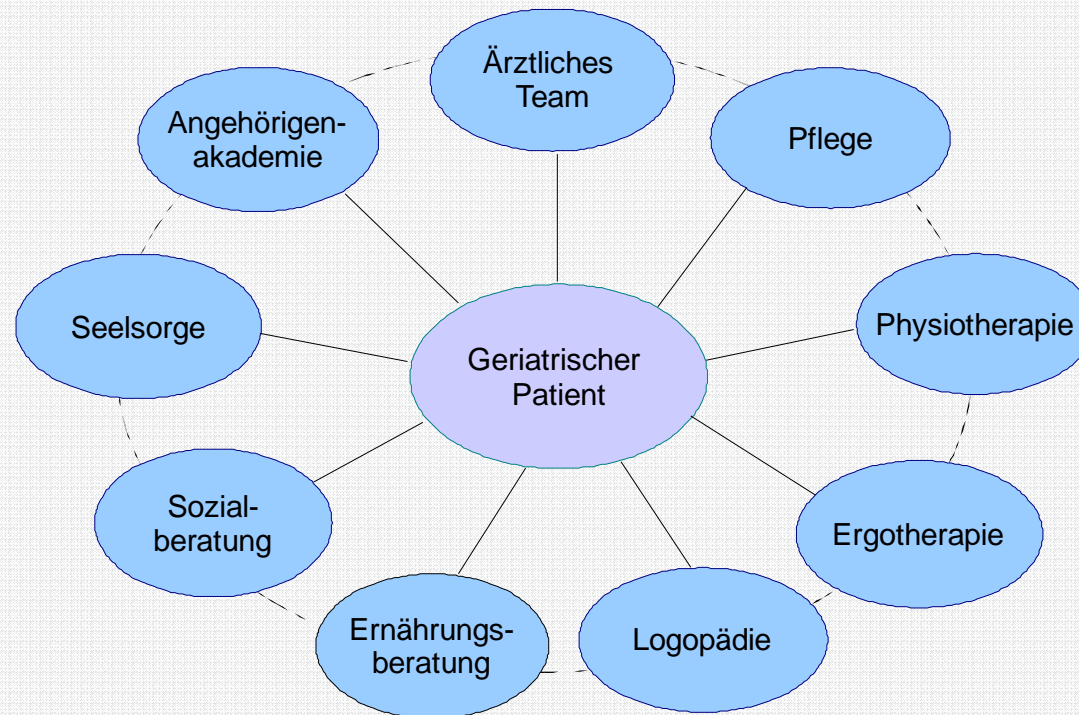 Ärztliches
Team
Angehörigen-
akademie
Pflege
Seelsorge
Physiotherapie
Geriatrischer
Patient
Sozial-
beratung
Ergotherapie
Ernährungs-
beratung
Logopädie